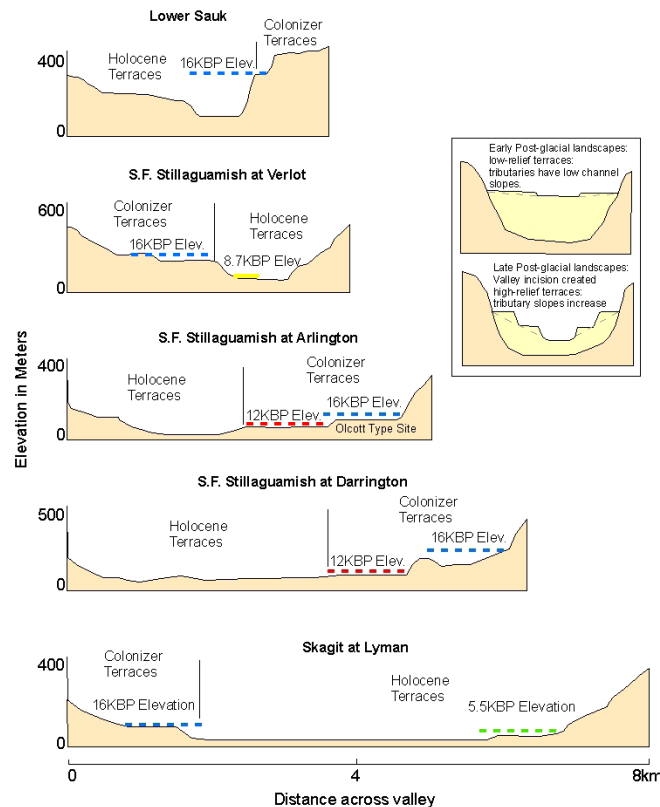 Lower Sauk
Colonizer
Terraces
Holocene
Terraces
16KBP Elev.
400
0
S.F. Stillaguamish at Verlot
Colonizer
Terraces
Holocene
Terraces
16KBP Elev.
8.7KBP Elev
600
0
S.F. Stillaguamish at Arlington
Colonizer
Terraces
Holocene
Terraces
16KBP Elev.
12KBP Elev.
Olcott Type Site
400
0
S.F. Stillaguamish at Darrington
Colonizer
Terraces
Holocene
Terraces
16KBP Elev.
12KBP Elev.
500
0
Skagit at Lyman
Colonizer
Terraces
Holocene
Terraces
16KBP Elevation
5.5KBP Elevation
400
0
0
4
8km
Distance across valley
Elevation in Meters
Early Post-glacial landscapes:
low-relief terraces:
tributaries have low channel
slopes.
Late Post-glacial landscapes:
Valley incision created
high-relief terraces:
tributary slopes increase